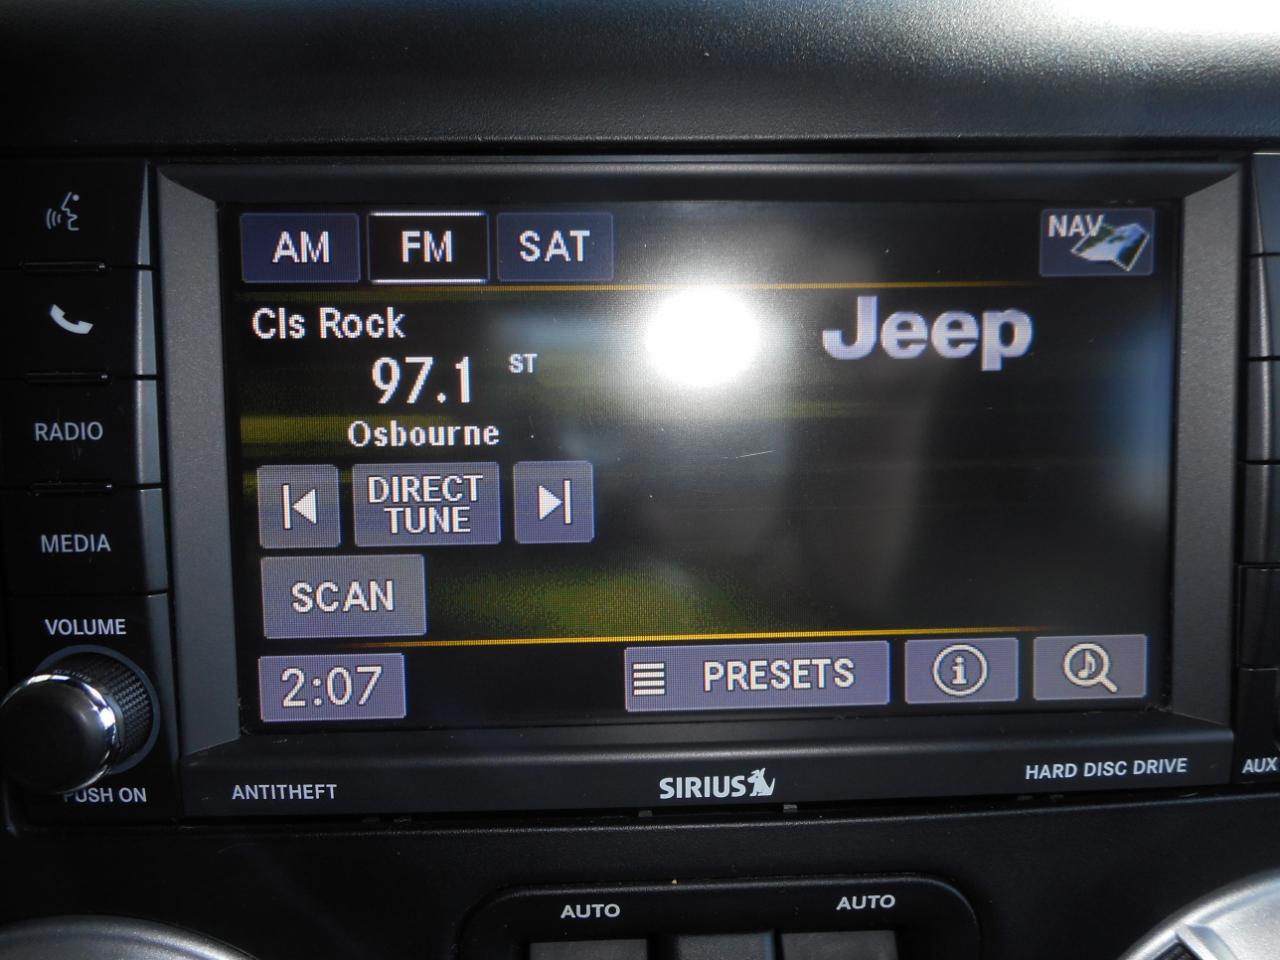 AM FM SAT NAV
Cls Rock
Jeep
97.1 ST
Osbourne
DIRECT
TUNE
SCAN
2:07 PRESETS i
RADIO
MEDIA
VOLUME
PUSH ON
ANTITHEFT SIRIUS HARD DISC DRIVE
AUX
AUTO AUTO